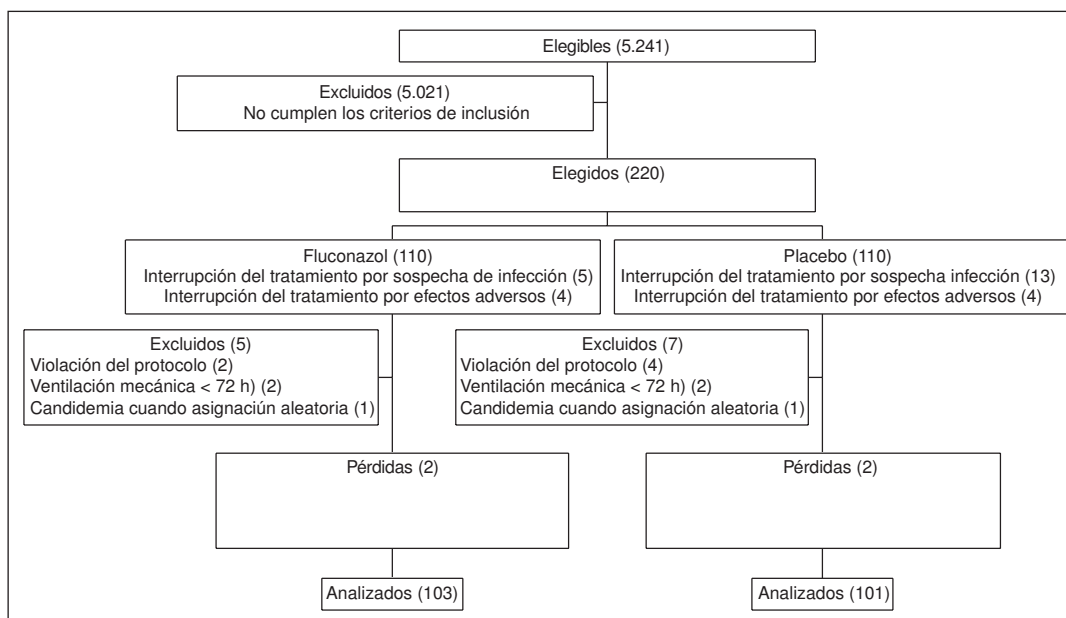 Elegibles (5.241)
Excluidos (5.021)
No cumplen los criterios de inclusión
Elegidos (220)
Fluconazol (110)
Interrupción del tratamiento por sospecha de infección (5)
Interrupción del tratamiento por efectos adversos (4)
Placebo (110)
Interrupción del tratamiento por sospecha infección (13)
Interrupción del tratamiento por efectos adversos (4)
Excluidos (5)
Violación del protocolo (2)
Ventilación mecánica < 72 h) (2)
Candidemia cuando asignaciún aleatoria (1)
Excluidos (7)
Violación del protocolo (4)
Ventilación mecánica < 72 h) (2)
Candidemia cuando asignación aleatoria (1)
Pérdidas (2)
Pérdidas (2)
Analizados (103)
Analizados (101)